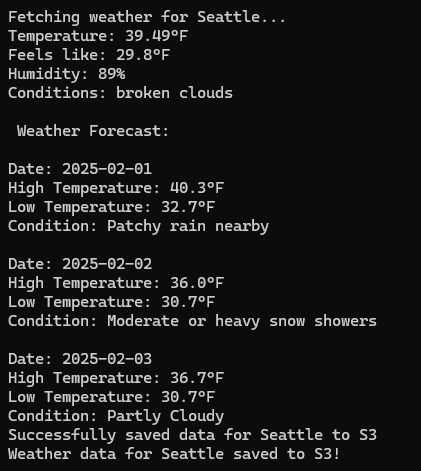 Fetching weather for Seattle...
Temperature: 39.49°F
Feels like: 29.8°F
Humidity: 89%
Conditions: broken clouds
Weather Forecast:
Date: 2025-02-01
High Temperature: 40.3°F
Low Temperature: 32.7°F
Condition: Patchy rain nearby
Date: 2025-02-02
High Temperature: 36.0°F
Low Temperature: 30.7°F
Condition: Moderate or heavy snow showers
Date: 2025-02-03
High Temperature: 36.7°F
Low Temperature: 30.7°F
Condition: Partly Cloudy
Successfully saved data for Seattle to S3
Weather data for Seattle saved to S3!